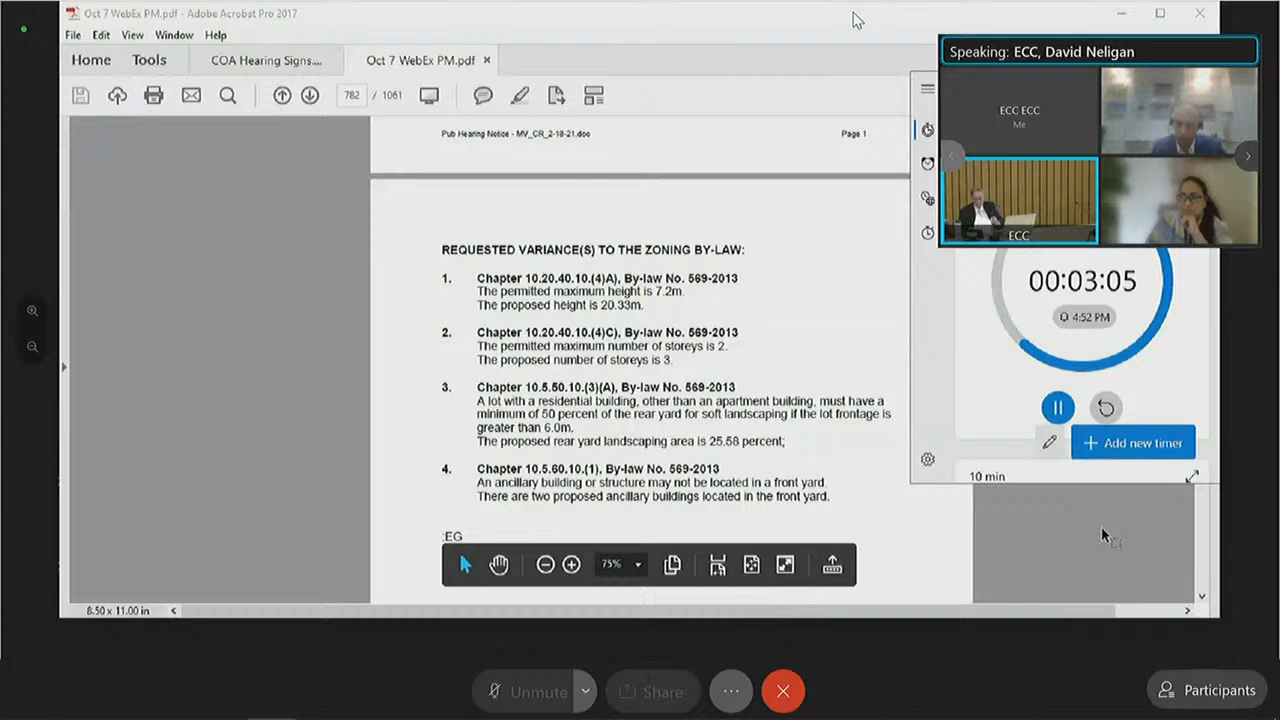 Oct 7 WebEx PM.pdf - Adobe Acrobat Pro 2017
File Edit View Window Help
Home Tools COA Hearing Signs.... Oct 7 WebEx PM.pdf ×
782 / 1061
Pub Hearing Notice - MV_CR_2-18-21.doc Page 1
REQUESTED VARIANCE(S) TO THE ZONING BY-LAW:
1. Chapter 10.20.40.10.(4)A), By-law No. 569-2013
The permitted maximum height is 7.2m.
The proposed height is 20.33m.
2. Chapter 10.20.40.10.(4)C), By-law No. 569-2013
The permitted maximum number of storeys is 2.
The proposed number of storeys is 3.
3. Chapter 10.5.50.10.(3)(A), By-law No. 569-2013
A lot with a residential building, other than an apartment building, must have a
minimum of 50 percent of the rear yard for soft landscaping if the lot frontage is
greater than 6.0m.
The proposed rear yard landscaping area is 25.58 percent;
4. Chapter 10.5.60.10.(1), By-law No. 569-2013
An ancillary building or structure may not be located in a front yard.
There are two proposed ancillary buildings located in the front yard.
:EG
75%
8.50 x 11.00 in
Speaking: ECC, David Neligan
ECC ECC
Me
ECC
00:03:05
4:52 PM
Add new timer
10 min
Unmute
Share
Participants